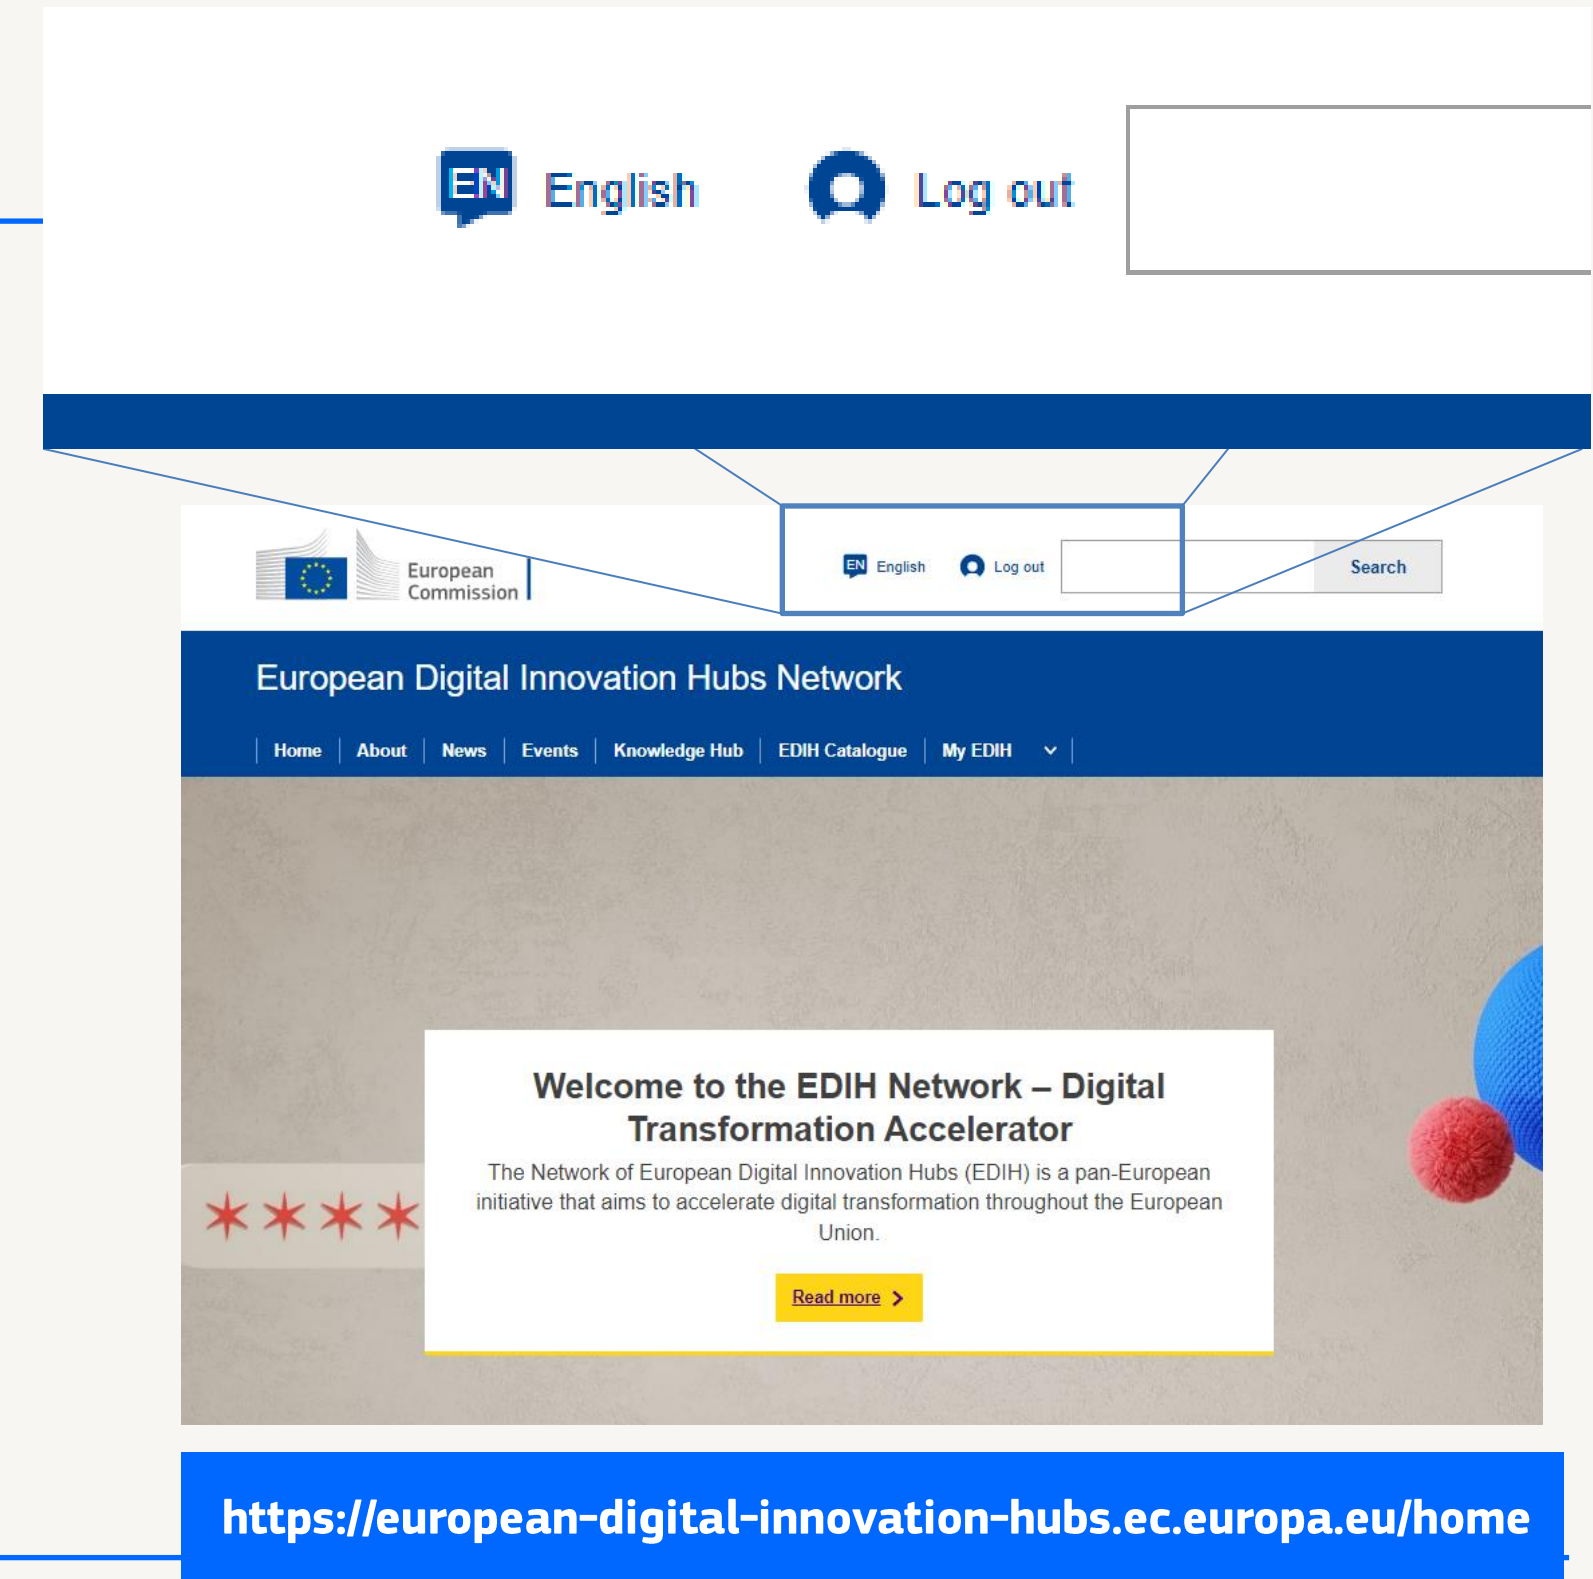 EN English Log out
European
Commission
EN English Log out Search
European Digital Innovation Hubs Network
Home About News Events Knowledge Hub EDIH Catalogue My EDIH
Welcome to the EDIH Network – Digital
Transformation Accelerator
The Network of European Digital Innovation Hubs (EDIH) is a pan-European
initiative that aims to accelerate digital transformation throughout the European
Union.
Read more
https://european-digital-innovation-hubs.ec.europa.eu/home